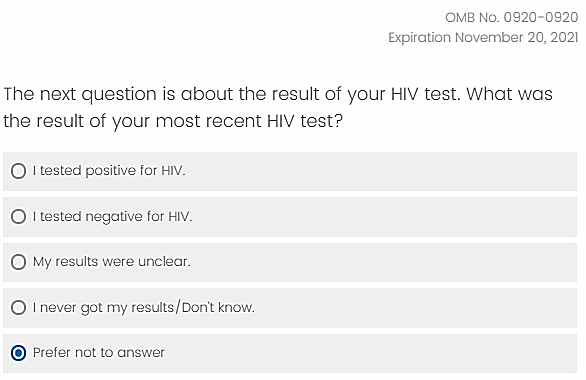 OMB No. 0920-0920
Expiration November 20, 2021
The next question is about the result of your HIV test. What was
the result of your most recent HIV test?
I tested positive for HIV.
I tested negative for HIV.
My results were unclear.
I never got my results/Don't know.
Prefer not to answer